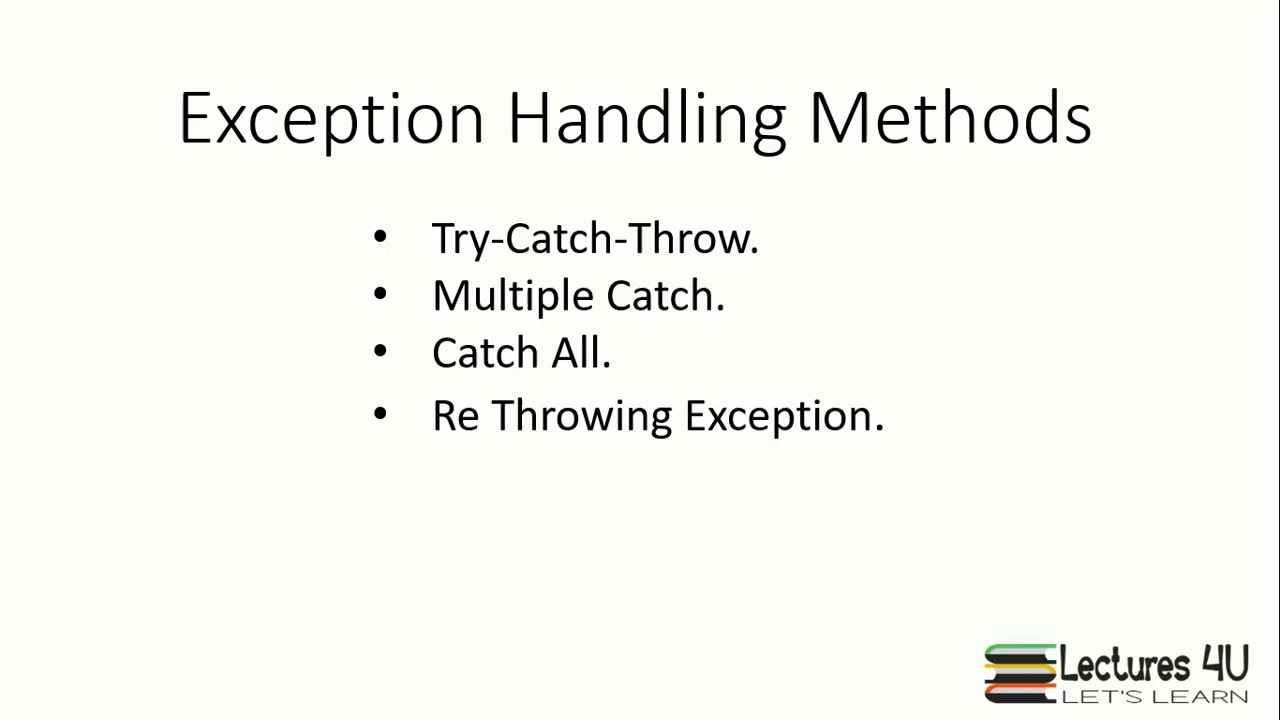 Exception Handling Methods
• Try-Catch-Throw.
• Multiple Catch.
• Catch All.
• Re Throwing Exception.
Lectures 4U
LET'S LEARN